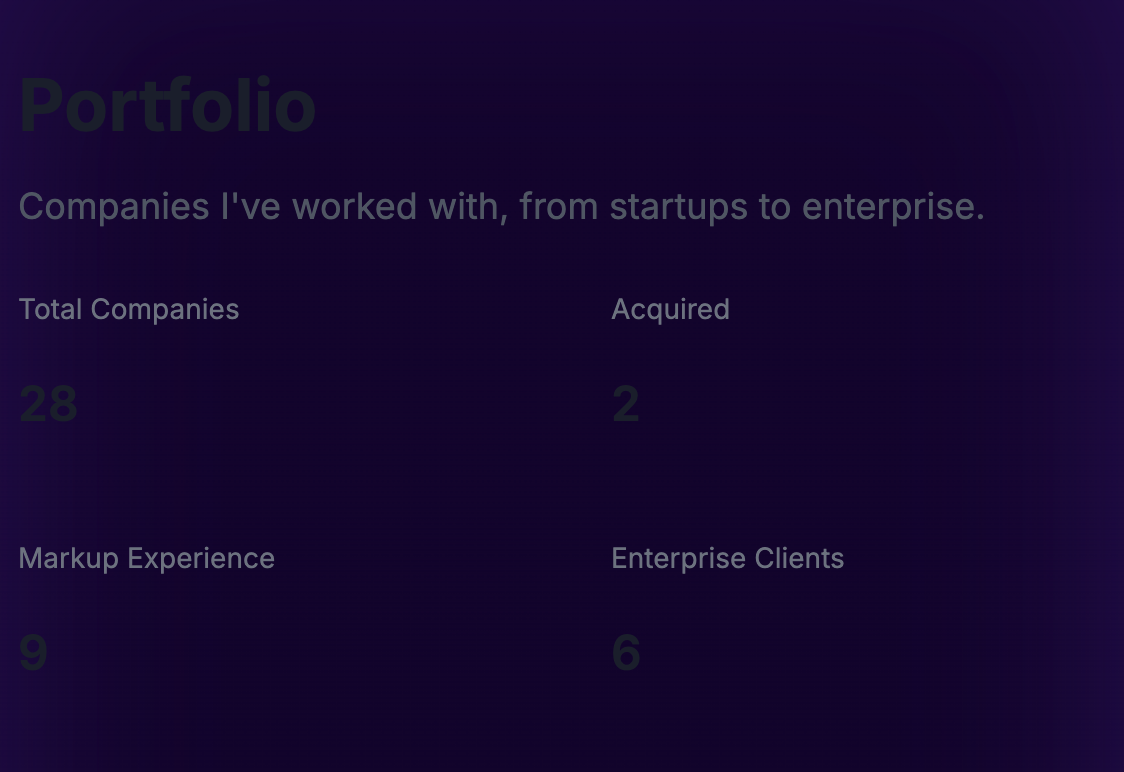 Portfolio
Companies I've worked with, from startups to enterprise.
Total Companies
Acquired
28
2
Markup Experience
Enterprise Clients
9
6